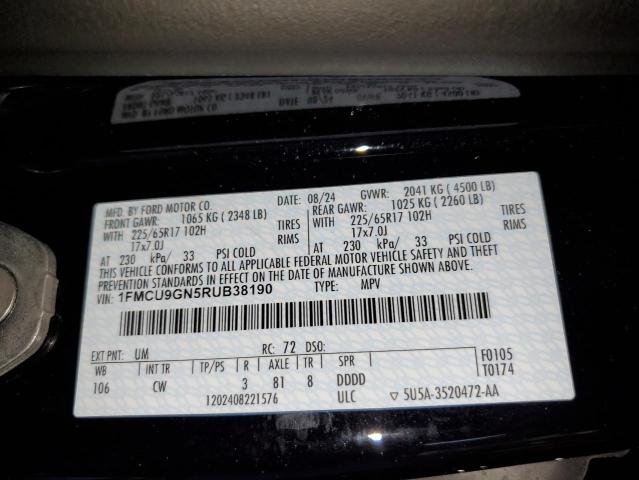 MFD. BY FORD MOTOR CO.
DATE: 08/24 GVWR: 2041 KG ( 4500 LB)
FRONT GAWR: 1065 KG ( 2348 LB)
REAR GAWR: 1025 KG ( 2260 LB)
WITH 225/65R17 102H TIRES
WITH 225/65R17 102H TIRES
17x7.0J RIMS
17x7.0J RIMS
AT 230 kPa/ 33 PSI COLD
AT 230 kPa/ 33 PSI COLD
THIS VEHICLE CONFORMS TO ALL APPLICABLE FEDERAL MOTOR VEHICLE SAFETY AND THEFT
PREVENTION STANDARDS IN EFFECT ON THE DATE OF MANUFACTURE SHOWN ABOVE.
VIN: 1FMCU9GN5RUB38190 TYPE: MPV
EXT PNT: UM RC: 72 DSO:
WB INT TR TP/PS R AXLE TR SPR
106 CW 3 81 8 DDDD
F0105
T0174
1202408221576 ULC ▽ 5U5A-3520472-AA